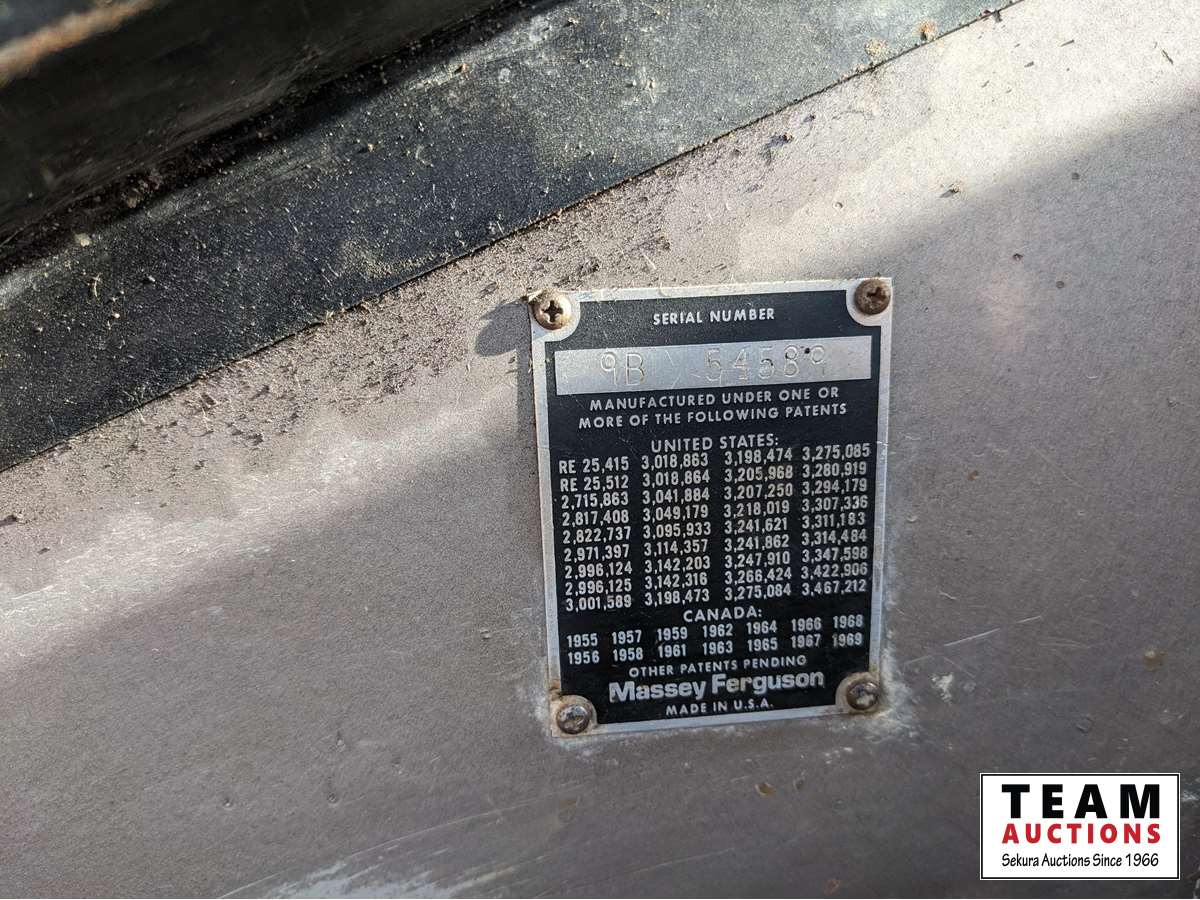 SERIAL NUMBER
9B 54589
MANUFACTURED UNDER ONE OR
MORE OF THE FOLLOWING PATENTS
UNITED STATES:
RE 25,415 3,018,863 3,198,474 3,275,085
RE 25,512 3,018,864 3,205,968 3,280,919
2,715,863 3,041,884 3,207,250 3,294,179
2,817,408 3,049,179 3,218,019 3,307,336
2,822,737 3,095,933 3,241,621 3,311,183
2,971,397 3,114,357 3,241,862 3,314,484
2,996,124 3,142,203 3,247,910 3,347,598
2,996,125 3,142,316 3,266,424 3,422,906
3,001,589 3,198,473 3,275,084 3,467,212
CANADA:
1955 1957 1959 1962 1964 1966 1968
1956 1958 1961 1963 1965 1967 1969
OTHER PATENTS PENDING
Massey Ferguson
MADE IN U.S.A.
TEAM
AUCTIONS
Sekura Auctions Since 1966